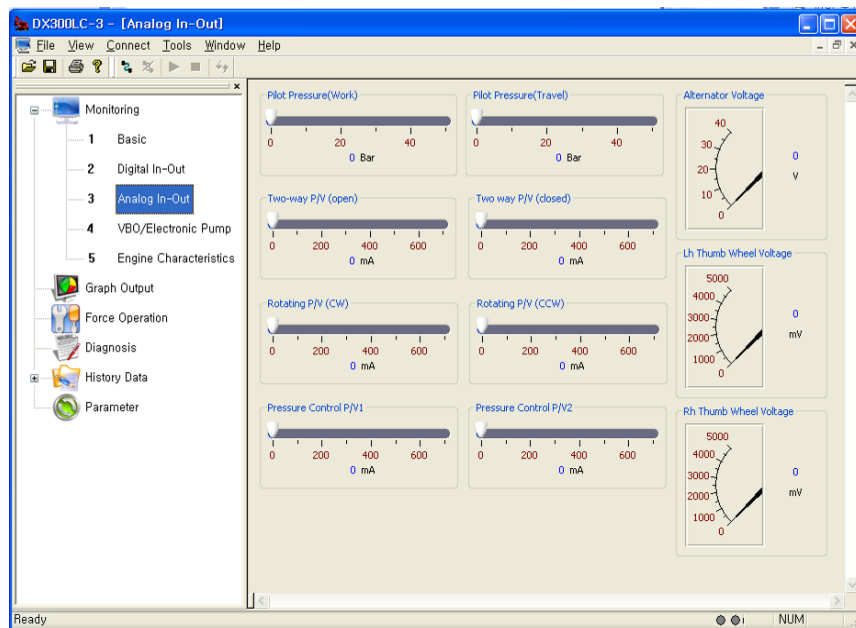 DX300LC-3 - [Analog In-Out]
File View Connect Tools Window Help
Monitoring
1 Basic
2 Digital In-Out
3 Analog In-Out
4 VBO/Electronic Pump
5 Engine Characteristics
Graph Output
Force Operation
Diagnosis
History Data
Parameter
Pilot Pressure(Work)
0 20 40
0 Bar
Pilot Pressure(Travel)
0 20 40
0 Bar
Two-way P/V (open)
0 200 400 600
0 mA
Two way P/V (closed)
0 200 400 600
0 mA
Rotating P/V (CW)
0 200 400 600
0 mA
Rotating P/V (CCW)
0 200 400 600
0 mA
Pressure Control P/V1
0 200 400 600
0 mA
Pressure Control P/V2
0 200 400 600
0 mA
Alternator Voltage
40
30
20
10
0
0
V
Lh Thumb Wheel Voltage
5000
4000
3000
2000
1000
0
0
mV
Rh Thumb Wheel Voltage
5000
4000
3000
2000
1000
0
0
mV
Ready
NUM